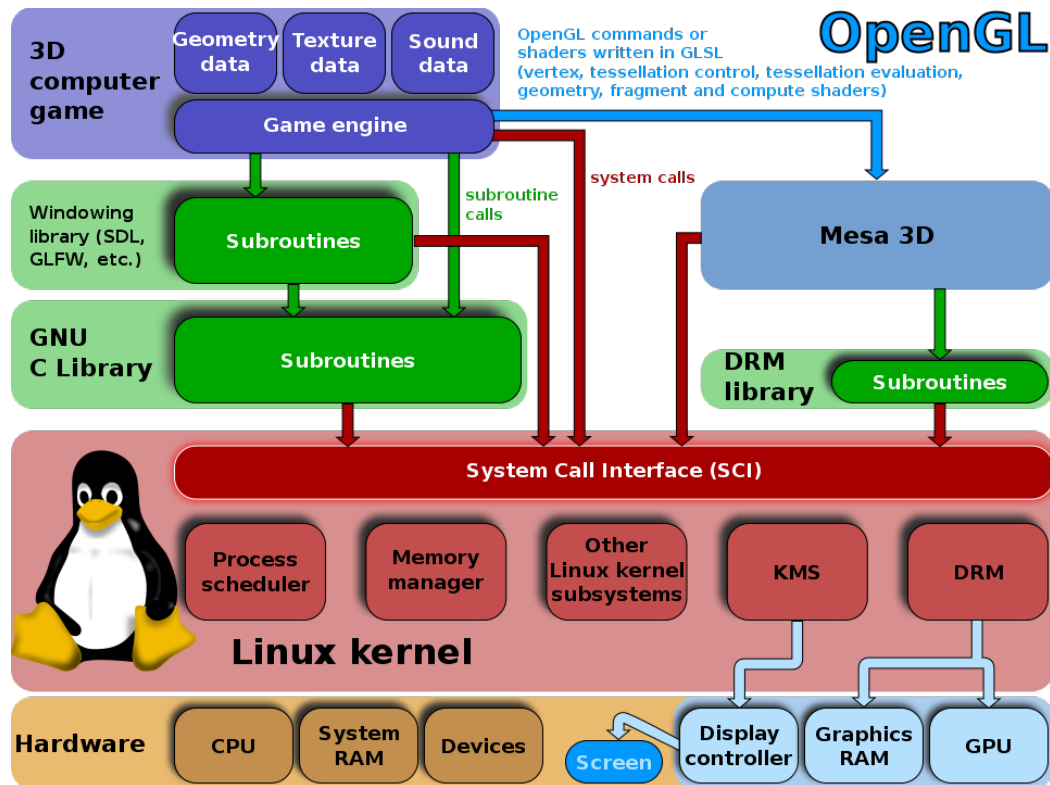 3D
computer
game
Geometry
data
Texture
data
Sound
data
Game engine
OpenGL commands or
shaders written in GLSL
(vertex, tessellation control, tessellation evaluation,
geometry, fragment and compute shaders)
OpenGL
system calls
subroutine
calls
Windowing
library (SDL,
GLFW, etc.)
Subroutines
Mesa 3D
GNU
C Library
Subroutines
DRM
library
Subroutines
System Call Interface (SCI)
Process
scheduler
Memory
manager
Other
Linux kernel
subsystems
KMS
DRM
Linux kernel
Hardware
CPU
System
RAM
Devices
Screen
Display
controller
Graphics
RAM
GPU